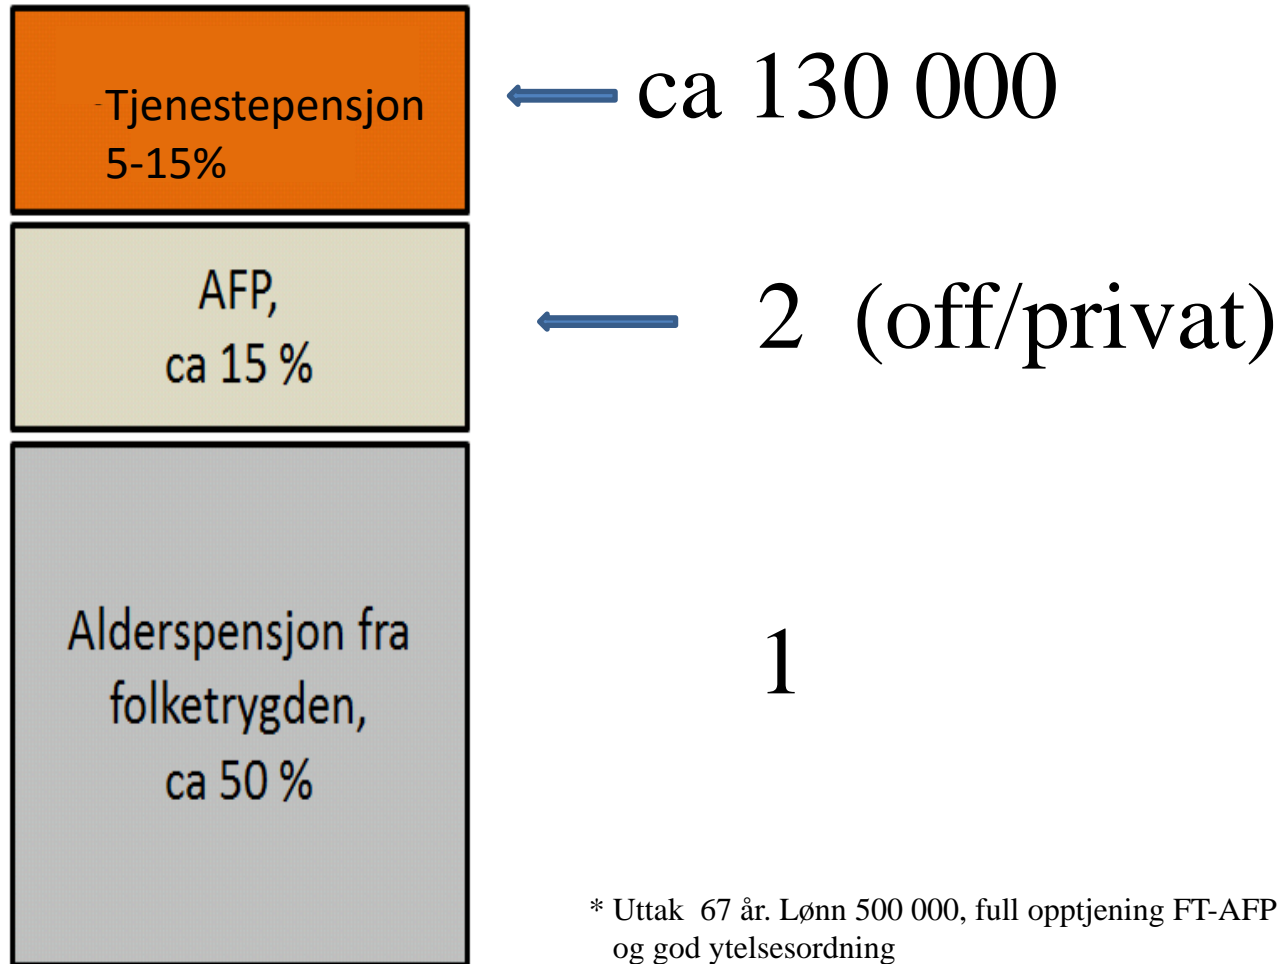 -Tjenestepensjon
5-15%
ca 130 000
AFP,
ca 15 %
2 (off/privat)
Alderspensjon fra
folketrygden,
ca 50 %
1
* Uttak 67 år. Lønn 500 000, full opptjening FT-AFP
og god ytelsesordning